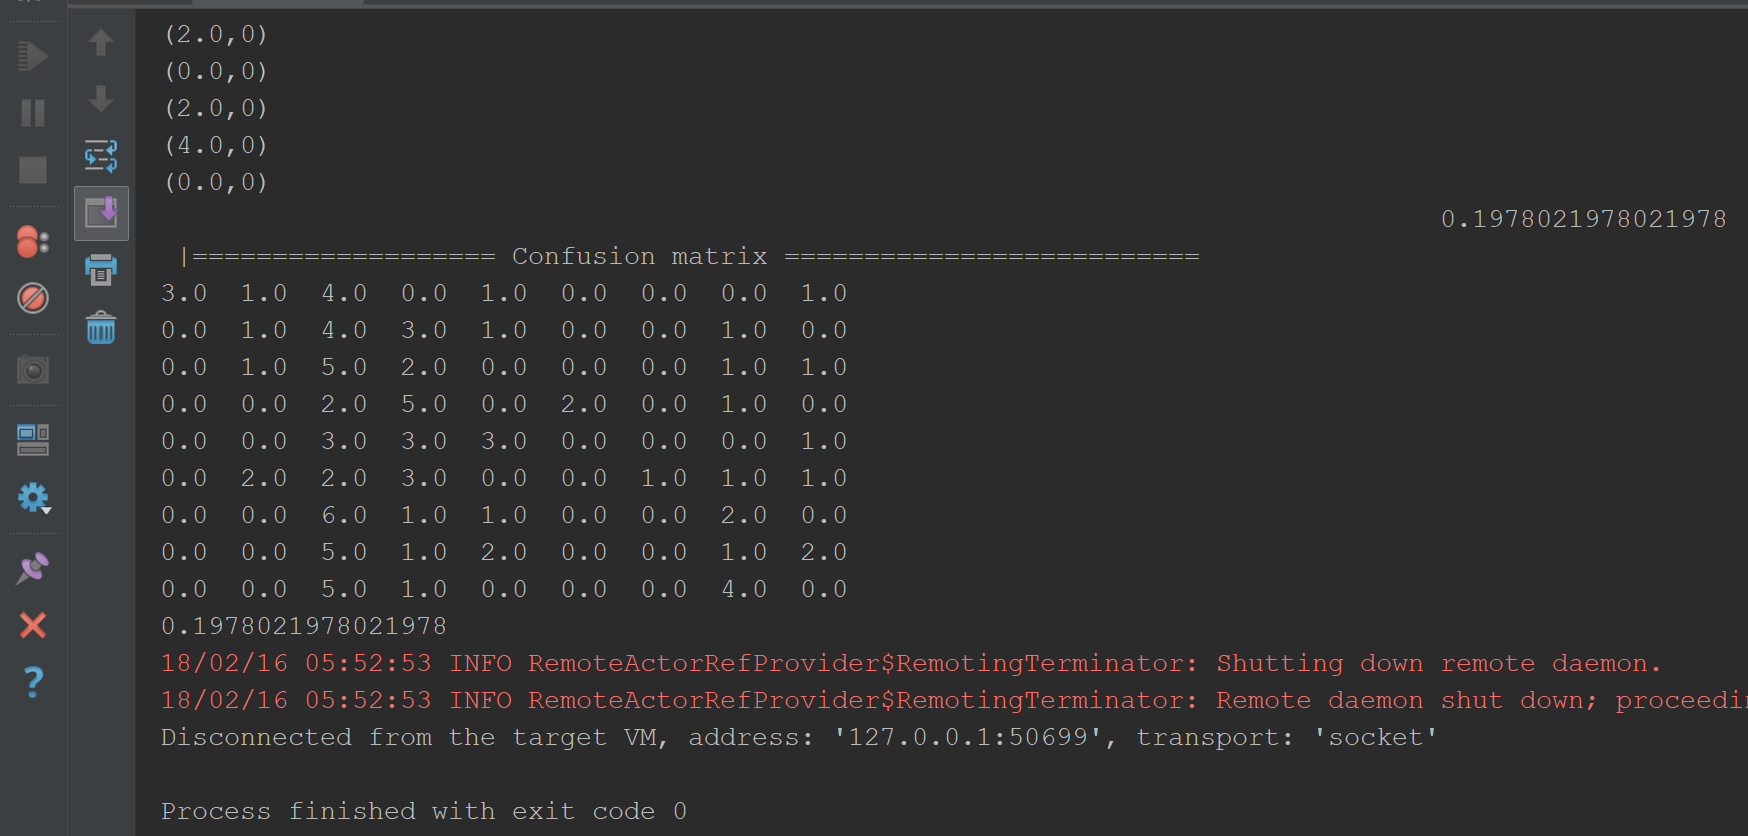 (2.0,0)
(0.0,0)
(2.0,0)
(4.0,0)
(0.0,0)
0.1978021978021978
|=================== Confusion matrix ==========================
3.0 1.0 4.0 0.0 1.0 0.0 0.0 0.0 1.0
0.0 1.0 4.0 3.0 1.0 0.0 0.0 1.0 0.0
0.0 1.0 5.0 2.0 0.0 0.0 0.0 1.0 1.0
0.0 0.0 2.0 5.0 0.0 2.0 0.0 1.0 0.0
0.0 0.0 3.0 3.0 3.0 0.0 0.0 0.0 1.0
0.0 2.0 2.0 3.0 0.0 0.0 1.0 1.0 1.0
0.0 0.0 6.0 1.0 1.0 0.0 0.0 2.0 0.0
0.0 0.0 5.0 1.0 2.0 0.0 0.0 1.0 2.0
0.0 0.0 5.0 1.0 0.0 0.0 0.0 4.0 0.0
0.1978021978021978
18/02/16 05:52:53 INFO RemoteActorRefProvider$RemotingTerminator: Shutting down remote daemon.
18/02/16 05:52:53 INFO RemoteActorRefProvider$RemotingTerminator: Remote daemon shut down; proceedin
Disconnected from the target VM, address: '127.0.0.1:50699', transport: 'socket'
Process finished with exit code 0